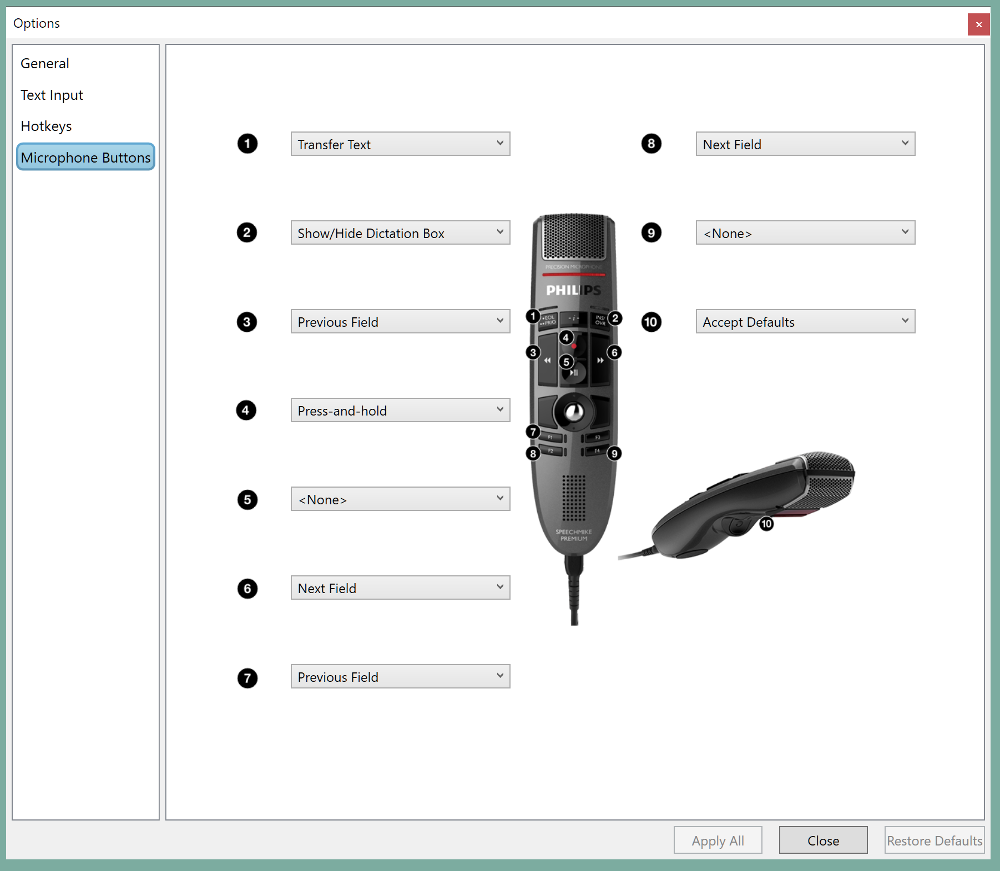 Options
×
General
Text Input
Hotkeys
Microphone Buttons
1 Transfer Text
2 Show/Hide Dictation Box
3 Previous Field
4 Press-and-hold
5 <None>
6 Next Field
7 Previous Field
8 Next Field
9 <None>
10 Accept Defaults
PRECISION MICROPHONE
PHILIPS
1 •EOL ••PRIO
-i-
INS/ OVR 2
4
3
6
5
7 F1
F3
8 F2
F4 9
SPEECHMIKE
PREMIUM
10
Apply All
Close
Restore Defaults